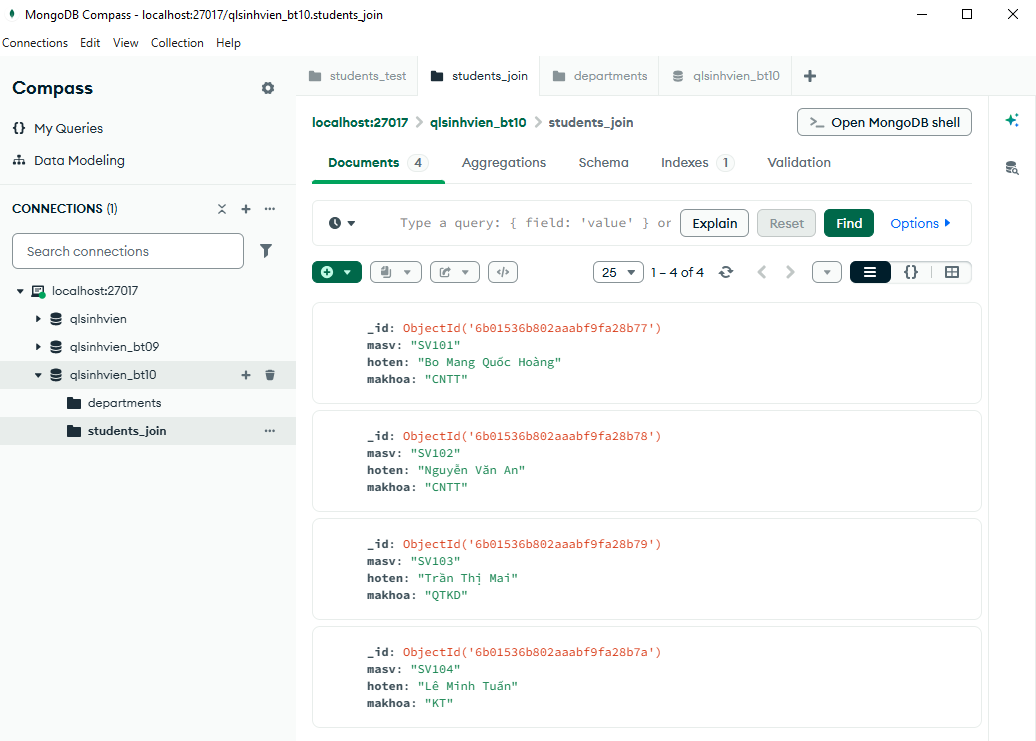 MongoDB Compass - localhost:27017/qlsinhvien_bt10.students_join
Connections Edit View Collection Help
Compass
My Queries
Data Modeling
CONNECTIONS (1)
Search connections
localhost:27017
qlsinhvien
qlsinhvien_bt09
qlsinhvien_bt10
departments
students_join
students_test students_join departments qlsinhvien_bt10
localhost:27017 > qlsinhvien_bt10 > students_join
>_ Open MongoDB shell
Documents 4 Aggregations Schema Indexes 1 Validation
Type a query: { field: 'value' } or Explain Reset Find Options
25 1 – 4 of 4
_id: ObjectId('6b01536b802aaabf9fa28b77')
masv: "SV101"
hoten: "Bo Mang Quốc Hoàng"
makhoa: "CNTT"
_id: ObjectId('6b01536b802aaabf9fa28b78')
masv: "SV102"
hoten: "Nguyễn Văn An"
makhoa: "CNTT"
_id: ObjectId('6b01536b802aaabf9fa28b79')
masv: "SV103"
hoten: "Trần Thị Mai"
makhoa: "QTKD"
_id: ObjectId('6b01536b802aaabf9fa28b7a')
masv: "SV104"
hoten: "Lê Minh Tuấn"
makhoa: "KT"